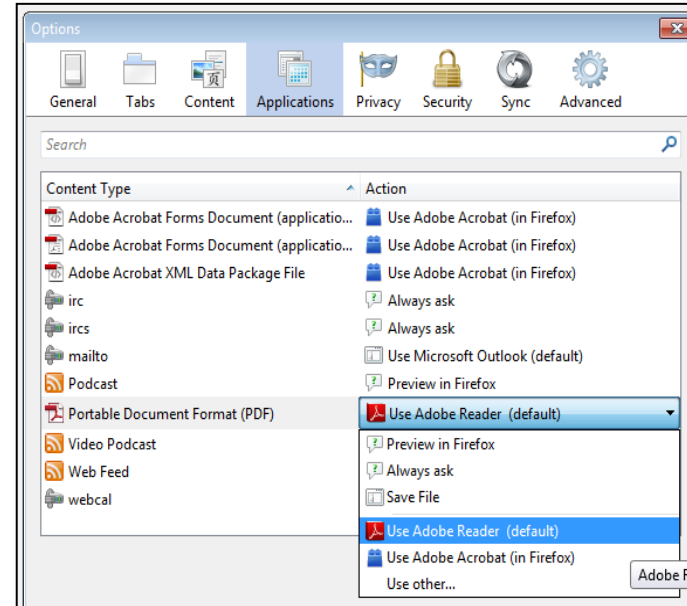 Options
General Tabs Content Applications Privacy Security Sync Advanced
页
Search
Content Type Action
Adobe Acrobat Forms Document (applicatio... Use Adobe Acrobat (in Firefox)
Adobe Acrobat Forms Document (applicatio... Use Adobe Acrobat (in Firefox)
Adobe Acrobat XML Data Package File Use Adobe Acrobat (in Firefox)
irc Always ask
ircs Always ask
mailto Use Microsoft Outlook (default)
Podcast Preview in Firefox
Portable Document Format (PDF) Use Adobe Reader (default)
Video Podcast Preview in Firefox
Web Feed Always ask
webcal Save File
Use Adobe Reader (default)
Use Adobe Acrobat (in Firefox)
Use other... Adobe